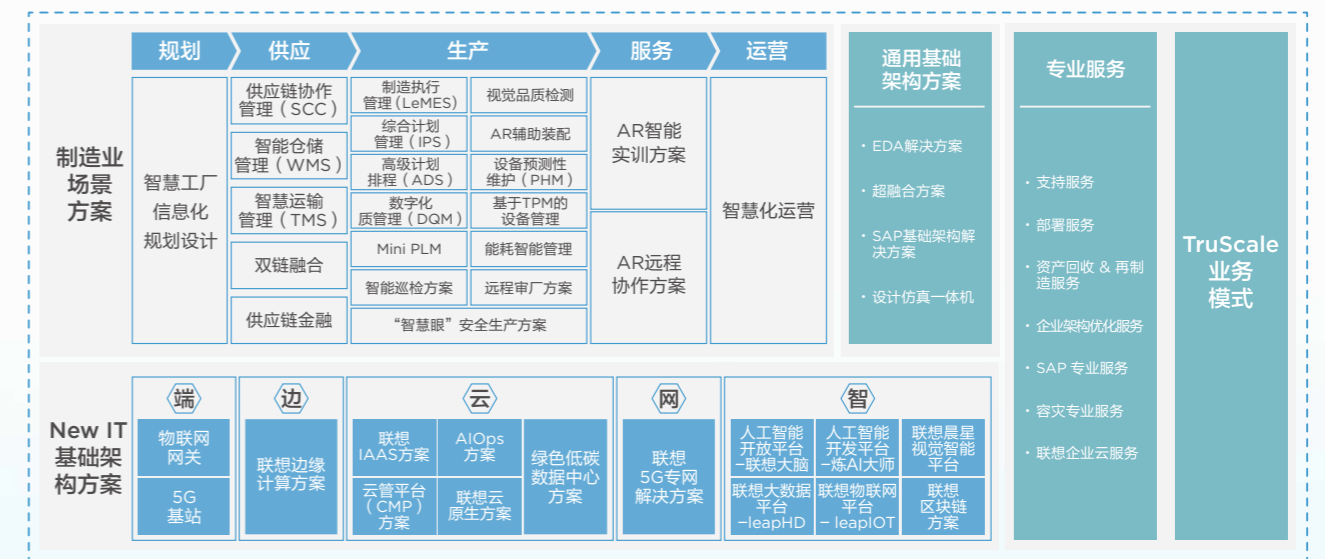 规划
供应
生产
服务
运营
制造业
场景
方案
智慧工厂
信息化
规划设计
供应链协作
管理（SCC）
智能仓储
管理（WMS）
智慧运输
管理（TMS）
双链融合
供应链金融
制造执行
管理(LeMES)
视觉品质检测
综合计划
管理（IPS）
AR辅助装配
高级计划
排程（ADS）
设备预测性
维护（PHM）
数字化
质管理（DQM）
基于TPM的
设备管理
Mini PLM
能耗智能管理
智能巡检方案
远程审厂方案
“智慧眼”安全生产方案
AR智能
实训方案
AR远程
协作方案
智慧化运营
通用基础
架构方案
· EDA解决方案
· 超融合方案
· SAP基础架构解
决方案
· 设计仿真一体机
专业服务
· 支持服务
· 部署服务
· 资产回收 & 再制
造服务
· 企业架构优化服务
· SAP 专业服务
· 容灾专业服务
· 联想企业云服务
TruScale
业务
模式
New IT
基础架
构方案
端
物联网
网关
5G
基站
边
联想边缘
计算方案
云
联想
IAAS方案
AIOps
方案
云管平台
（CMP）
方案
联想云
原生方案
绿色低碳
数据中心
方案
网
联想
5G专网
解决方案
智
人工智能
开放平台
–联想大脑
人工智能
开发平台
–炼AI大师
联想晨星
视觉智能
平台
联想大数据
平台
–leapHD
联想物联网
平台
– leapIOT
联想
区块链
方案